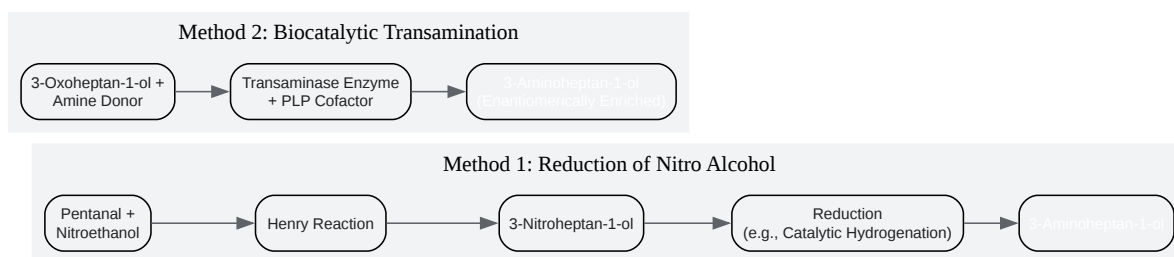 Method 2: Biocatalytic Transamination
3-Oxoheptan-1-ol +
Amine Donor
Transaminase Enzyme
+ PLP Cofactor
3-Aminoheptan-1-ol
(Enantiomerically Enriched)
Method 1: Reduction of Nitro Alcohol
Pentanal +
Nitroethanol
Henry Reaction
3-Nitroheptan-1-ol
Reduction
(e.g., Catalytic Hydrogenation)
3-Aminoheptan-1-ol